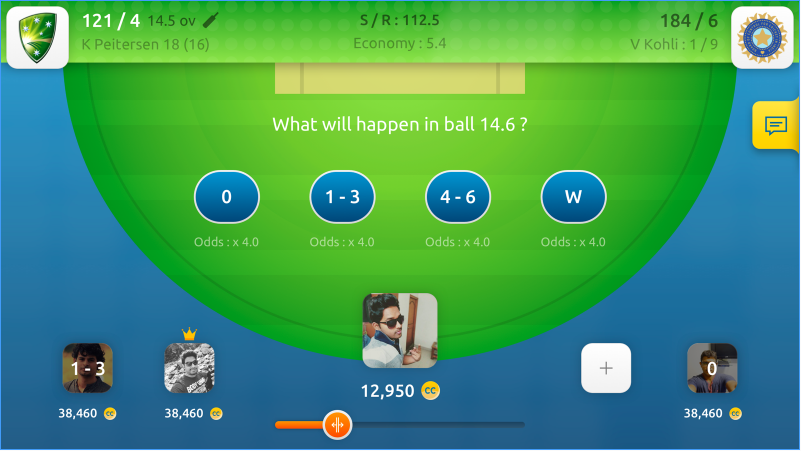 121 / 4 14.5 ov
K Peitersen 18 (16)
S / R : 112.5
Economy : 5.4
184 / 6
V Kohli : 1 / 9
What will happen in ball 14.6 ?
0
1 - 3
4 - 6
W
Odds : x 4.0
Odds : x 4.0
Odds : x 4.0
Odds : x 4.0
1 - 3
0
12,950 CC
38,460 CC
38,460 CC
38,460 CC